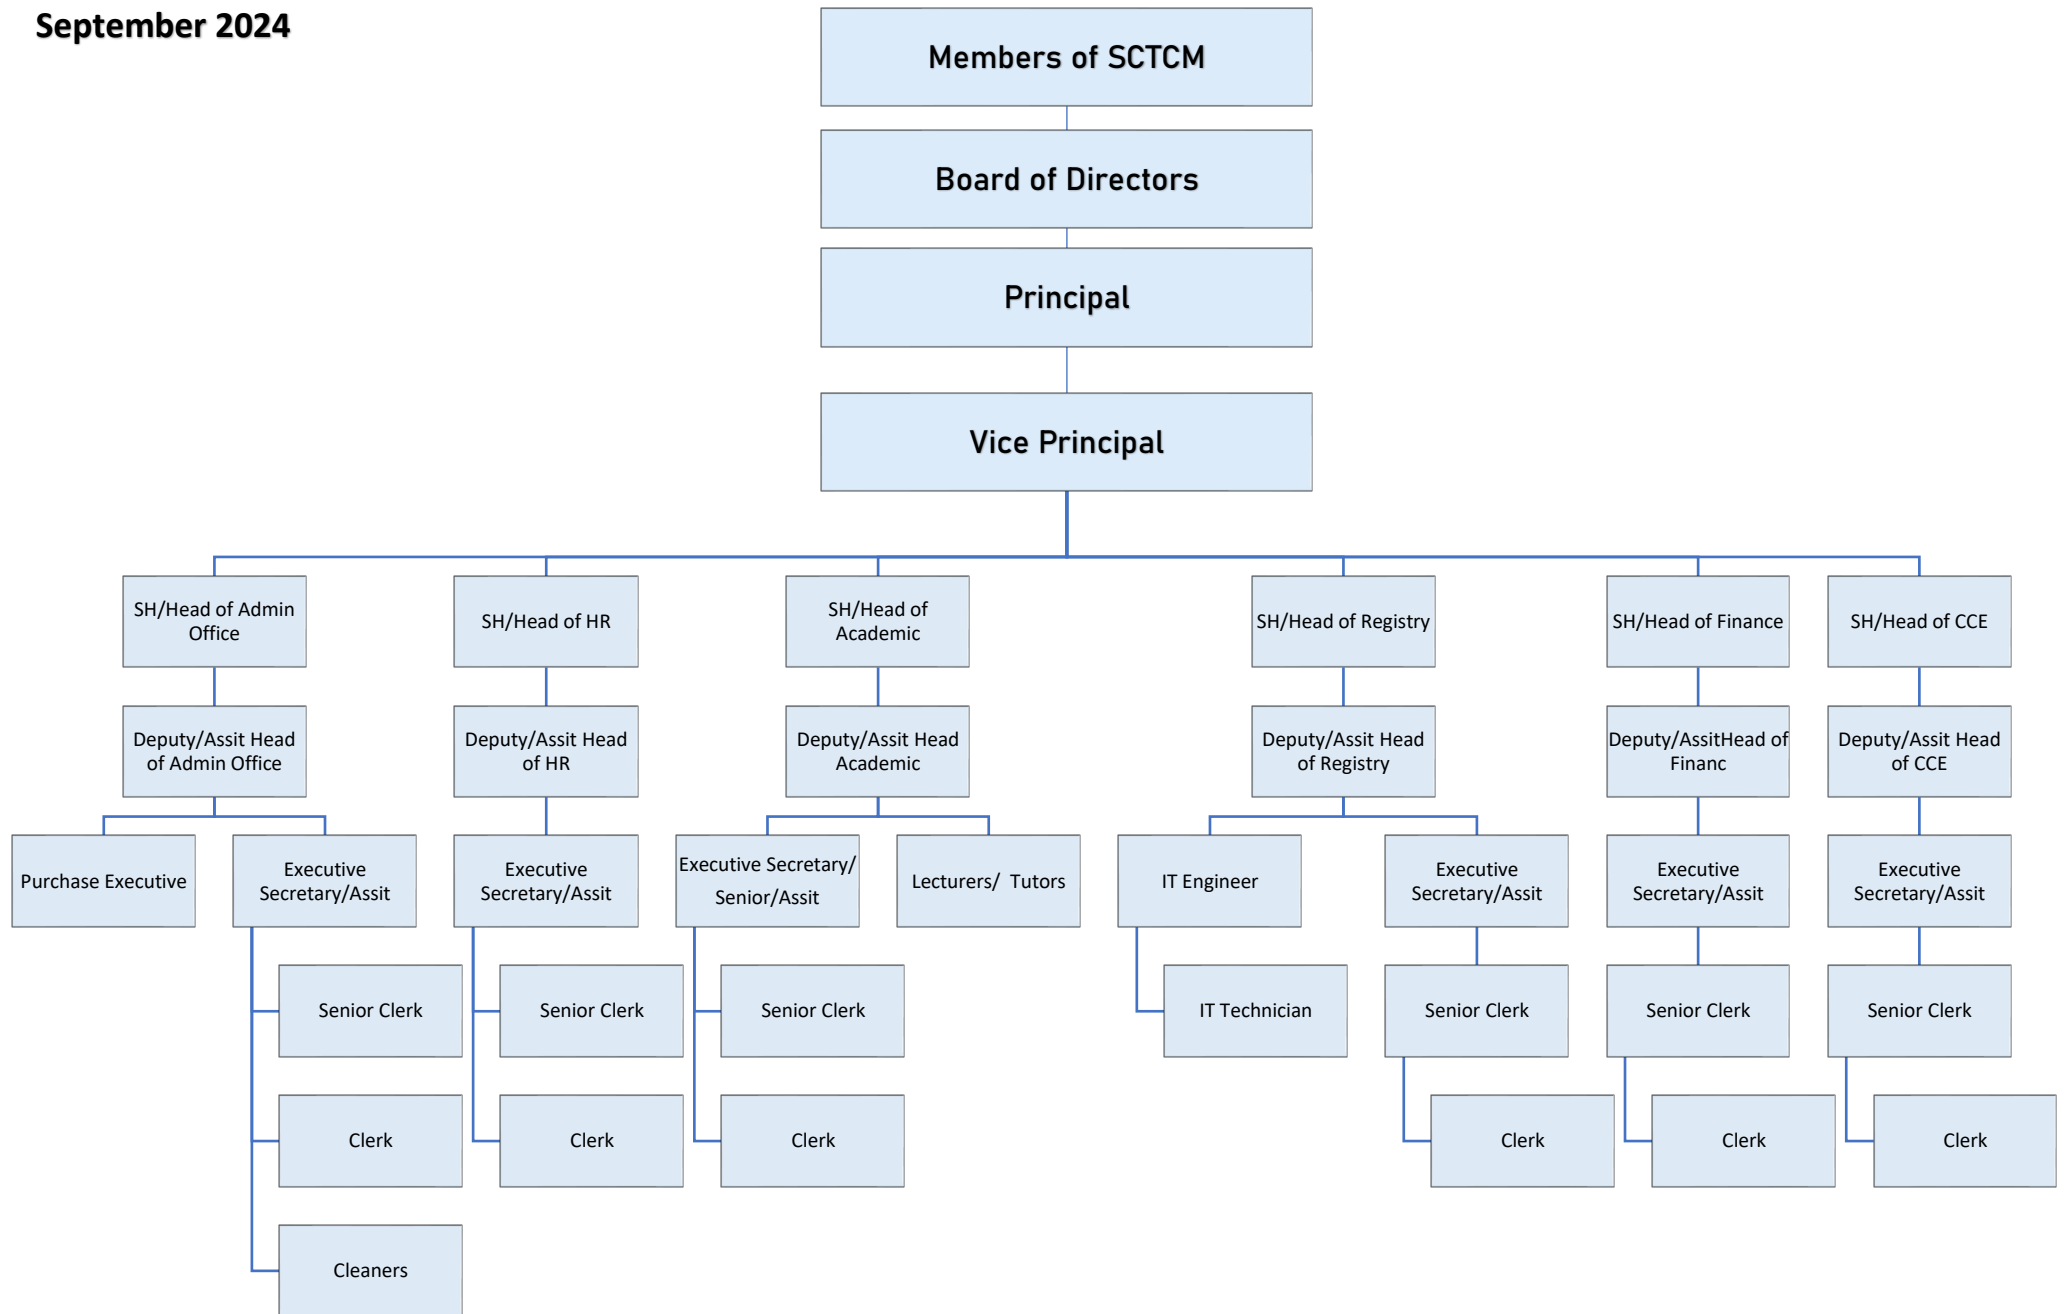 September 2024
Members of SCTCM
Board of Directors
Principal
Vice Principal
SH/Head of Admin
Office
SH/Head of HR
SH/Head of
Academic
SH/Head of Registry
SH/Head of Finance
SH/Head of CCE
Deputy/Assit Head
of Admin Office
Deputy/Assit Head
of HR
Deputy/Assit Head
Academic
Deputy/Assit Head
of Registry
Deputy/AssitHead of
Financ
Deputy/Assit Head
of CCE
Purchase Executive
Executive
Secretary/Assit
Executive
Secretary/Assit
Executive Secretary/
Senior/Assit
Lecturers/ Tutors
IT Engineer
Executive
Secretary/Assit
Executive
Secretary/Assit
Executive
Secretary/Assit
Senior Clerk
Senior Clerk
Senior Clerk
IT Technician
Senior Clerk
Senior Clerk
Senior Clerk
Clerk
Clerk
Clerk
Clerk
Clerk
Clerk
Cleaners